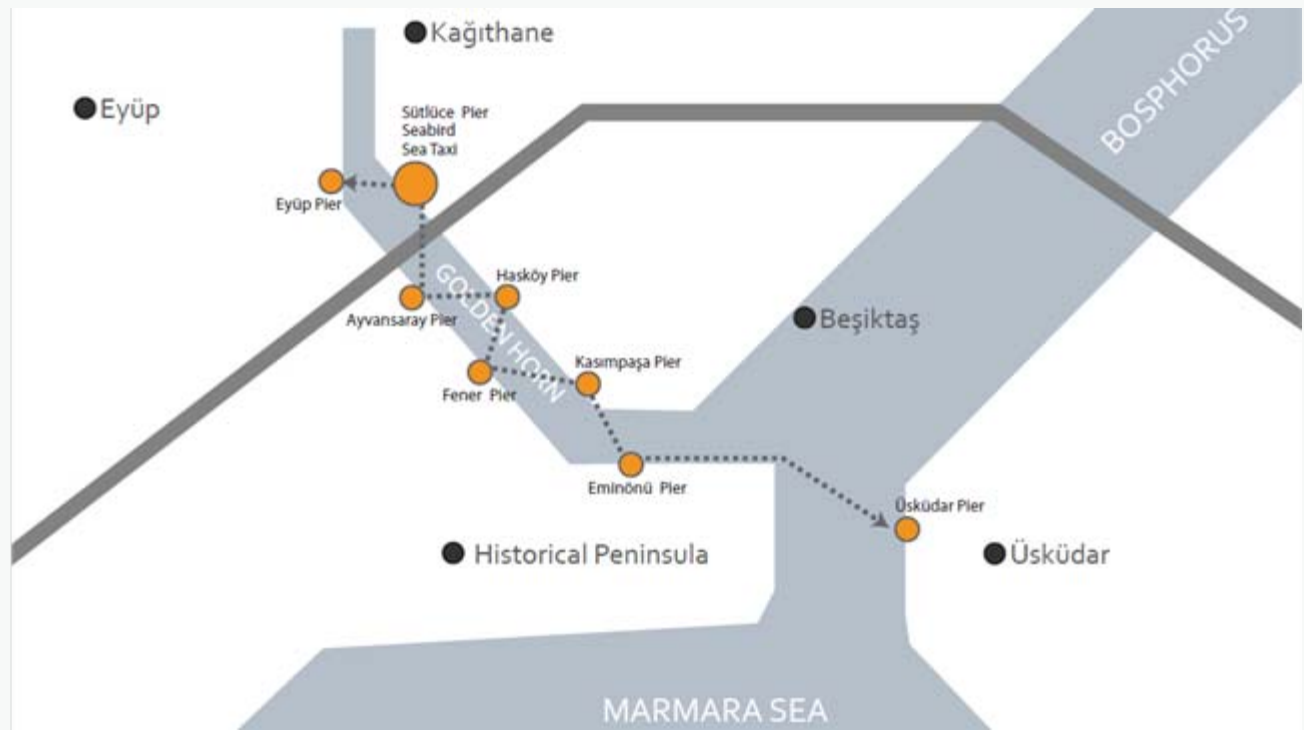 Kağıthane
Eyüp
Sütlüce Pier
Seabird
Sea Taxi
BOSPHORUS
Eyüp Pier
Hasköy Pier
GOLDEN HORN
Ayvansaray Pier
Beşiktaş
Kasımpaşa Pier
Fener Pier
Eminönü Pier
Üsküdar Pier
Historical Peninsula
Üsküdar
MARMARA SEA